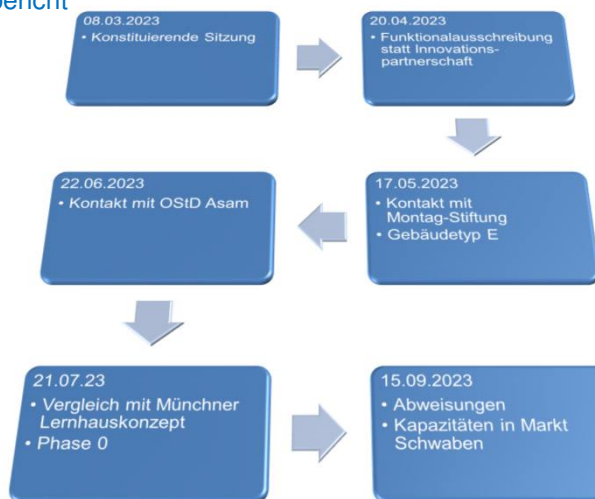 bericht
08.03.2023
• Konstituierende Sitzung
20.04.2023
• Funktionalausschreibung
statt Innovations-
partnerschaft
17.05.2023
• Kontakt mit
Montag-Stiftung
• Gebäudetyp E
22.06.2023
• Kontakt mit OStD Asam
21.07.23
• Vergleich mit Münchner
Lernhauskonzept
• Phase 0
15.09.2023
• Abweisungen
• Kapazitäten in Markt
Schwaben